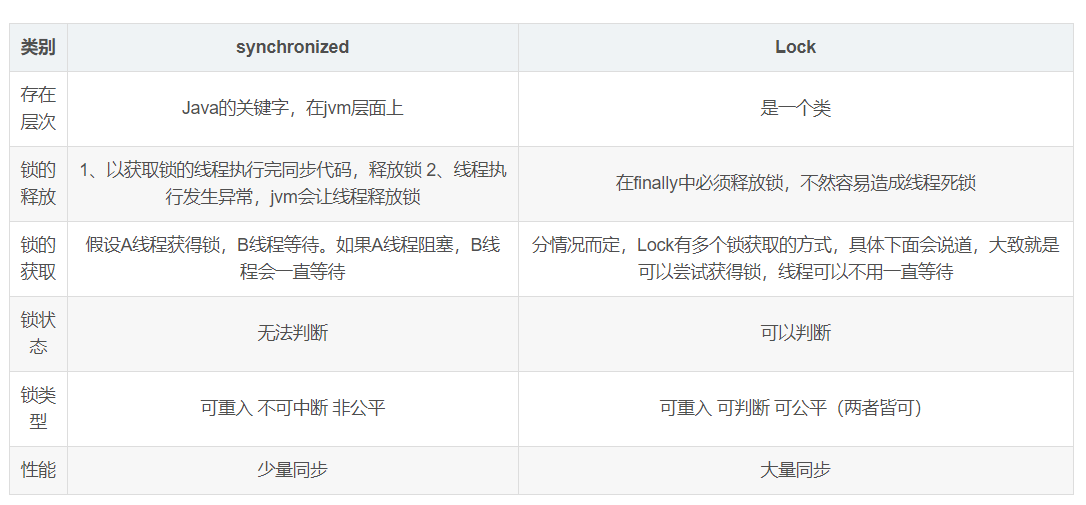 类别
synchronized
Lock
存在
层次
Java的关键字，在jvm层面上
是一个类
锁的
释放
1、以获取锁的线程执行完同步代码，释放锁 2、线程执
行发生异常，jvm会让线程释放锁
在finally中必须释放锁，不然容易造成线程死锁
锁的
获取
假设A线程获得锁，B线程等待。如果A线程阻塞，B线
程会一直等待
分情况而定，Lock有多个锁获取的方式，具体下面会说道，大致就是
可以尝试获得锁，线程可以不用一直等待
锁状
态
无法判断
可以判断
锁类
型
可重入 不可中断 非公平
可重入 可判断 可公平（两者皆可）
性能
少量同步
大量同步